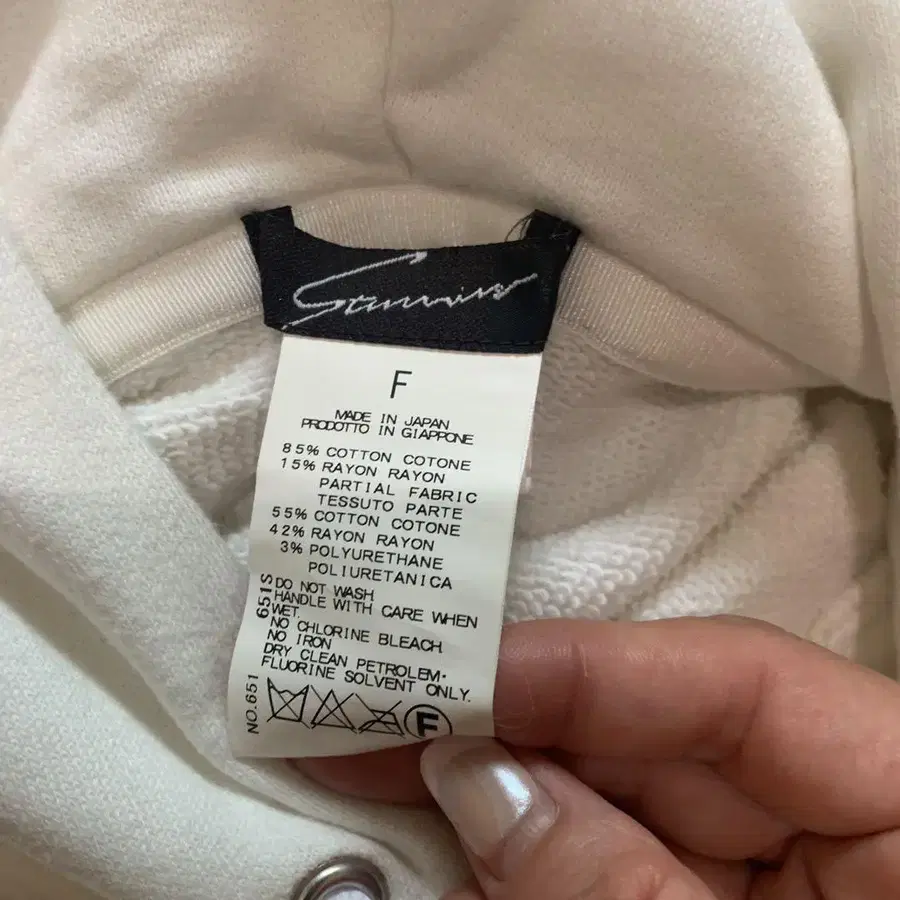 F
MADE IN JAPAN
PRODOTTO IN GIAPPONE
85% COTTON COTONE
15% RAYON RAYON
PARTIAL FABRIC
TESSUTO PARTE
55% COTTON COTONE
42% RAYON RAYON
3% POLYURETHANE
POLIURETANICA
DO NOT WASH
HANDLE WITH CARE WHEN
WET
NO CHLORINE BLEACH
NO IRON
DRY CLEAN PETROLEM·
FLUORINE SOLVENT ONLY.
F
NO.651 651S